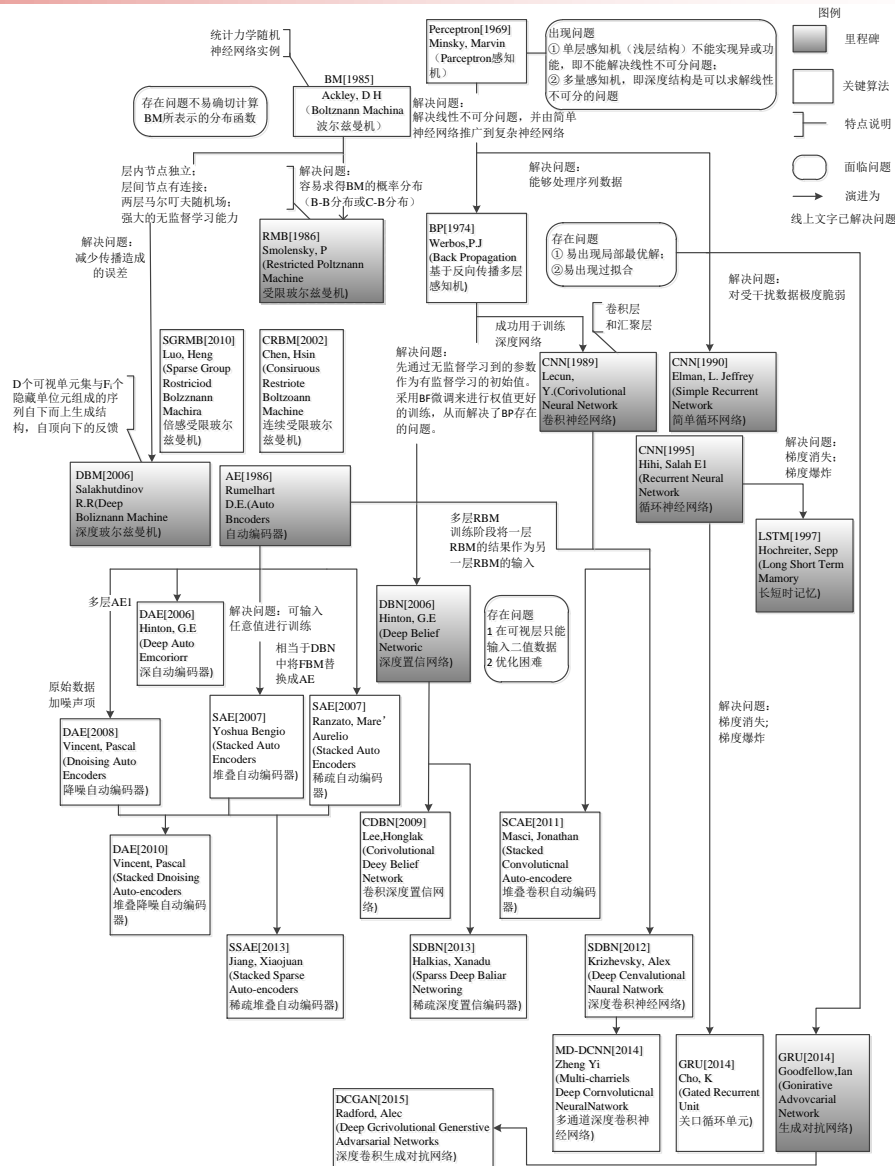 图例
里程碑
关键算法
特点说明
面临问题
演进为
线上文字已解决问题
统计力学随机
神经网络实例
Perceptron[1969]
Minsky, Marvin
（Parceptron感知
机）
出现问题
① 单层感知机（浅层结构）不能实现异或功
能，即不能解决线性不可分问题；
② 多量感知机，即深度结构是可以求解线性
不可分的问题
BM[1985]
Ackley, D H
（Boltznann Machina
波尔兹曼机）
存在问题不易确切计算
BM所表示的分布函数
解决问题：
解决线性不可分问题，并由简单
神经网络推广到复杂神经网络
层内节点独立；
层间节点有连接；
两层马尔可夫随机场；
强大的无监督学习能力
解决问题：
容易求得BM的概率分布
（B-B分布或C-B分布）
解决问题：
能够处理序列数据
RMB[1986]
Smolensky, P
(Restricted Poltznann
Machine
受限玻尔兹曼机)
BP[1974]
Werbos,P.J
(Back Propagation
基于反向传播多层
感知机)
存在问题
① 易出现局部最优解；
②易出现过拟合
解决问题：
减少传播造成
的误差
解决问题：
对受干扰数据极度脆弱
卷积层
和汇聚层
成功用于训练
深度网络
SGRMB[2010]
Luo, Heng
(Sparse Group
Rostriciod
Bolzznann
Machira
倍感受限玻尔
兹曼机)
CRBM[2002]
Chen, Hsin
(Consiruous
Restriote
Boltzoann
Machine
连续受限玻尔
兹曼机)
解决问题：
先通过无监督学习到的参数
作为有监督学习的初始值。
采用BF微调来进行权值更好
的训练，从而解决了BP存在
的问题。
CNN[1989]
Lecun,
Y.(Corivolutional
Neural Network
卷积神经网络)
CNN[1990]
Elman, L. Jeffrey
(Simple Recurrent
Network
简单循环网络)
D个可视单元集与Fᵢ个
隐藏单位元组成的序
列自下而上生成结
构，自顶向下的反馈
CNN[1995]
Hihi, Salah E1
(Recurrent Neural
Network
循环神经网络)
解决问题：
梯度消失；
梯度爆炸
DBM[2006]
Salakhutdinov
R.R(Deep
Boliznann Machine
深度玻尔兹曼机)
AE[1986]
Rumelhart
D.E.(Auto
Bncoders
自动编码器)
多层RBM
训练阶段将一层
RBM的结果作为另
一层RBM的输入
LSTM[1997]
Hochreiter, Sepp
(Long Short Term
Mamory
长短时记忆)
多层AE1
DAE[2006]
Hinton, G.E
(Deep Auto
Emcoriorr
深自动编码器)
解决问题：可输入
任意值进行训练
相当于DBN
中将FBM替
换成AE
DBN[2006]
Hinton, G.E
(Deep Belief
Networic
深度置信网络)
存在问题
1 在可视层只能
输入二值数据
2 优化困难
原始数据
加噪声项
DAE[2008]
Vincent, Pascal
(Dnoising Auto
Encoders
降噪自动编码器)
SAE[2007]
Yoshua Bengio
(Stacked Auto
Encoders
堆叠自动编码器)
SAE[2007]
Ranzato, Mare’
Aurelio
(Stacked Auto
Encoders
稀疏自动编码
器)
解决问题：
梯度消失;
梯度爆炸
DAE[2010]
Vincent, Pascal
(Stacked Dnoising
Auto-encoders
堆叠降噪自动编码
器)
CDBN[2009]
Lee,Honglak
(Corivolutional
Deey Belief
Network
卷积深度置信网
络)
SCAE[2011]
Masci, Jonathan
(Stacked
Convoluticnal
Auto-encodere
堆叠卷积自动编码
器)
SSAE[2013]
Jiang, Xiaojuan
(Stacked Sparse
Auto-encoders
稀疏堆叠自动编码器)
SDBN[2013]
Halkias, Xanadu
(Sparss Deep Baliar
Networing
稀疏深度置信编码器)
SDBN[2012]
Krizhevsky, Alex
(Deep Cenvalutional
Naural Natwork
深度卷积神经网络)
MD-DCNN[2014]
Zheng Yi
(Multi-charriels
Deep Cornvoluticnal
NeuralNatwork
多通道深度卷积神
经网络)
GRU[2014]
Cho, K
(Gated Recurrent
Unit
关口循环单元)
GRU[2014]
Goodfellow,Ian
(Gonirative
Advovcarial
Network
生成对抗网络)
DCGAN[2015]
Radford, Alec
(Deep Gcrivolutional Generstive
Advarsarial Networks
深度卷积生成对抗网络)